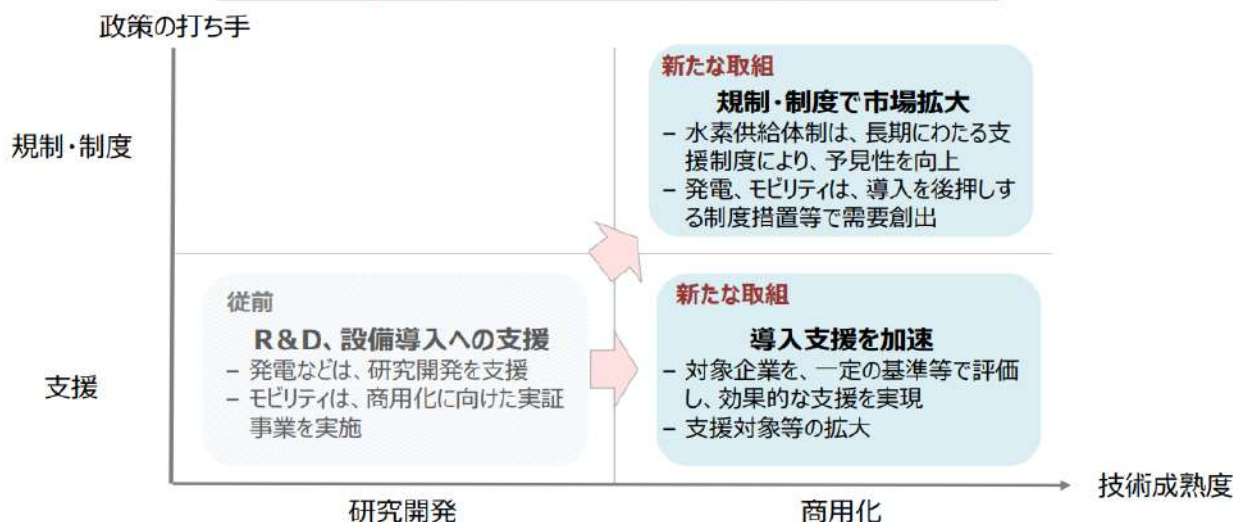 政策の打ち手
規制・制度
新たな取組
規制・制度で市場拡大
– 水素供給体制は、長期にわたる支
援制度により、予見性を向上
– 発電、モビリティは、導入を後押しす
る制度措置等で需要創出
支援
従前
R&D、設備導入への支援
– 発電などは、研究開発を支援
– モビリティは、商用化に向けた実証
事業を実施
新たな取組
導入支援を加速
– 対象企業を、一定の基準等で評価
し、効果的な支援を実現
– 支援対象等の拡大
研究開発
商用化
技術成熟度